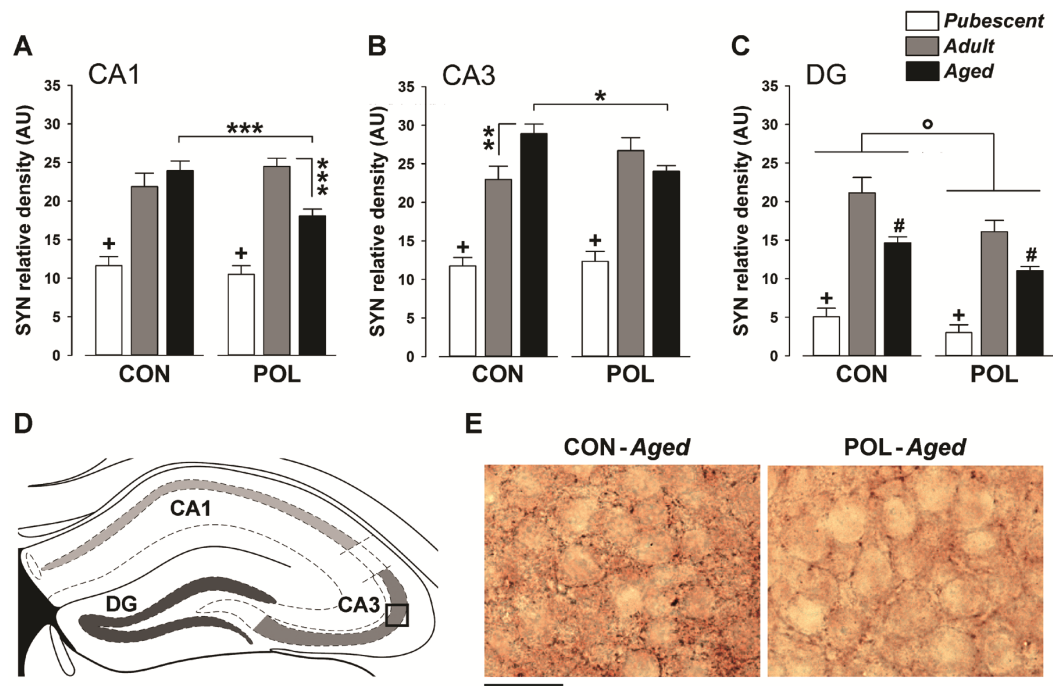 Pubescent
Adult
Aged
A
CA1
SYN relative density (AU)
35
30
25
20
15
10
5
0
+
+
***
***
CON
POL
B
CA3
SYN relative density (AU)
35
30
25
20
15
10
5
0
+
**
*
+
CON
POL
C
DG
SYN relative density (AU)
35
30
25
20
15
10
5
0
+
#
°
+
#
CON
POL
D
CA1
DG
CA3
E
CON - Aged
POL - Aged